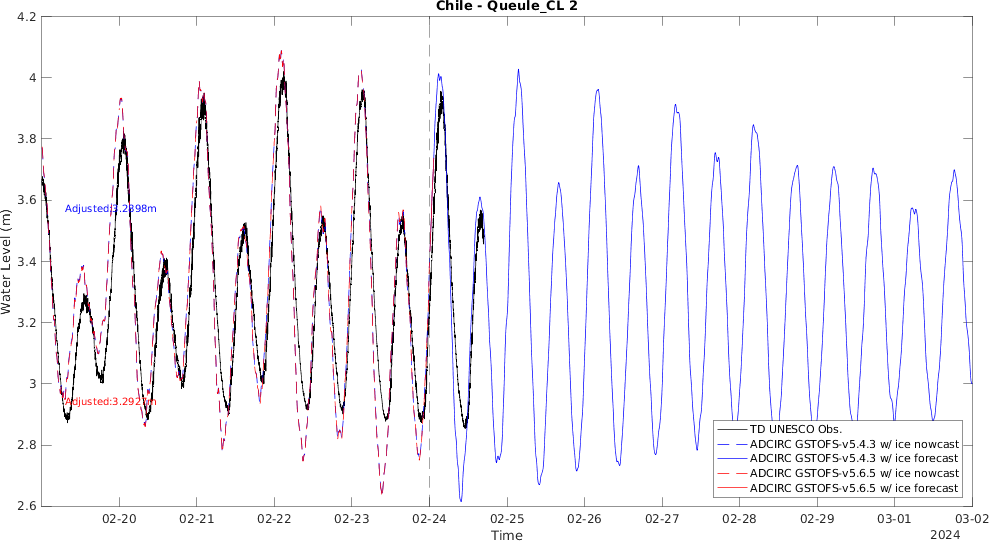 Chile - Queule_CL 2
4.2
4
3.8
3.6
3.4
3.2
3
2.8
2.6
Water Level (m)
Adjusted:3.2398m
Adjusted:3.2927m
TD UNESCO Obs.
ADCIRC GSTOFS-v5.4.3 w/ ice nowcast
ADCIRC GSTOFS-v5.4.3 w/ ice forecast
ADCIRC GSTOFS-v5.6.5 w/ ice nowcast
ADCIRC GSTOFS-v5.6.5 w/ ice forecast
02-20 02-21 02-22 02-23 02-24 02-25 02-26 02-27 02-28 02-29 03-01 03-02
Time
2024